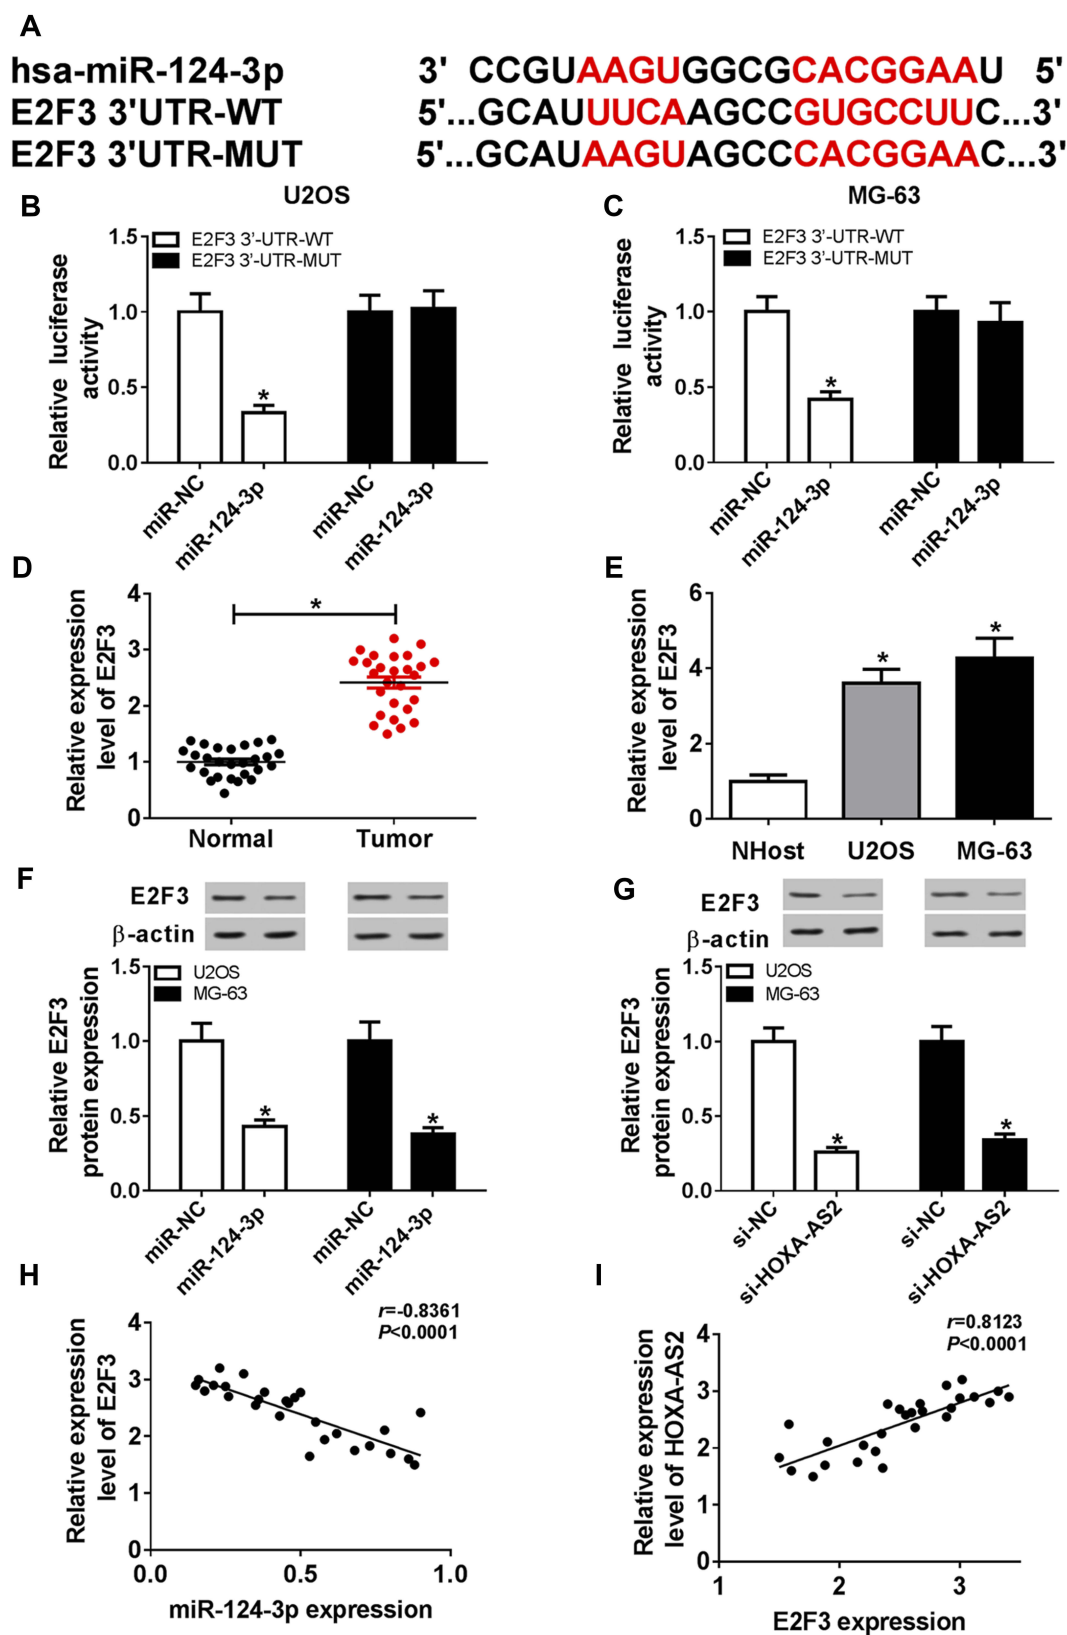 A
hsa-miR-124-3p 3' CCGUAAGUGGCGCACGGAAU 5'
E2F3 3'UTR-WT 5'...GCAUUUCAAGCCGUGCCUUC...3'
E2F3 3'UTR-MUT 5'...GCAUAAGUAGCCCACGGAAC...3'
B
U2OS
Relative luciferase
activity
1.5
1.0
0.5
0.0
E2F3 3'-UTR-WT
E2F3 3'-UTR-MUT
*
miR-NC
miR-124-3p
miR-NC
miR-124-3p
C
MG-63
Relative luciferase
activity
1.5
1.0
0.5
0.0
E2F3 3'-UTR-WT
E2F3 3'-UTR-MUT
*
miR-NC
miR-124-3p
miR-NC
miR-124-3p
D
Relative expression
level of E2F3
4
3
2
1
0
*
Normal
Tumor
E
Relative expression
level of E2F3
6
4
2
0
*
*
NHost
U2OS
MG-63
F
E2F3
β-actin
Relative E2F3
protein expression
1.5
1.0
0.5
0.0
U2OS
MG-63
*
*
miR-NC
miR-124-3p
miR-NC
miR-124-3p
G
E2F3
β-actin
Relative E2F3
protein expression
1.5
1.0
0.5
0.0
U2OS
MG-63
*
*
si-NC
si-HOXA-AS2
si-NC
si-HOXA-AS2
H
r=-0.8361
P<0.0001
Relative expression
level of E2F3
4
3
2
1
0
0.0
0.5
1.0
miR-124-3p expression
I
r=0.8123
P<0.0001
Relative expression
level of HOXA-AS2
4
3
2
1
0
1
2
3
E2F3 expression